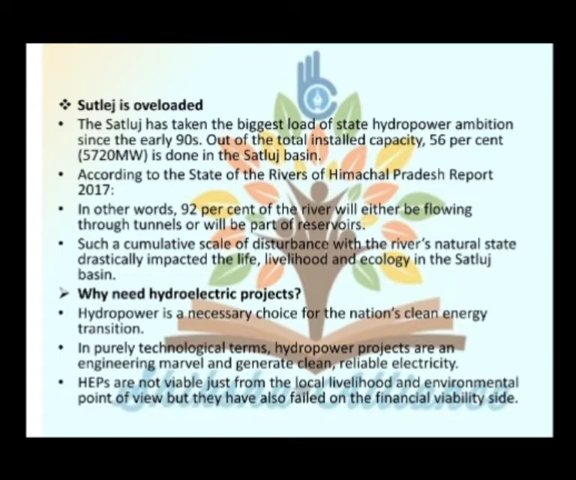 ❖ Sutlej is oveloaded
• The Satluj has taken the biggest load of state hydropower ambition
since the early 90s. Out of the total installed capacity, 56 per cent
(5720MW) is done in the Satluj basin.
• According to the State of the Rivers of Himachal Pradesh Report
2017:
• In other words, 92 per cent of the river will either be flowing
through tunnels or will be part of reservoirs.
• Such a cumulative scale of disturbance with the river's natural state
drastically impacted the life, livelihood and ecology in the Satluj
basin.
➢ Why need hydroelectric projects?
• Hydropower is a necessary choice for the nation's clean energy
transition.
• In purely technological terms, hydropower projects are an
engineering marvel and generate clean, reliable electricity.
• HEPs are not viable just from the local livelihood and environmental
point of view but they have also failed on the financial viability side.